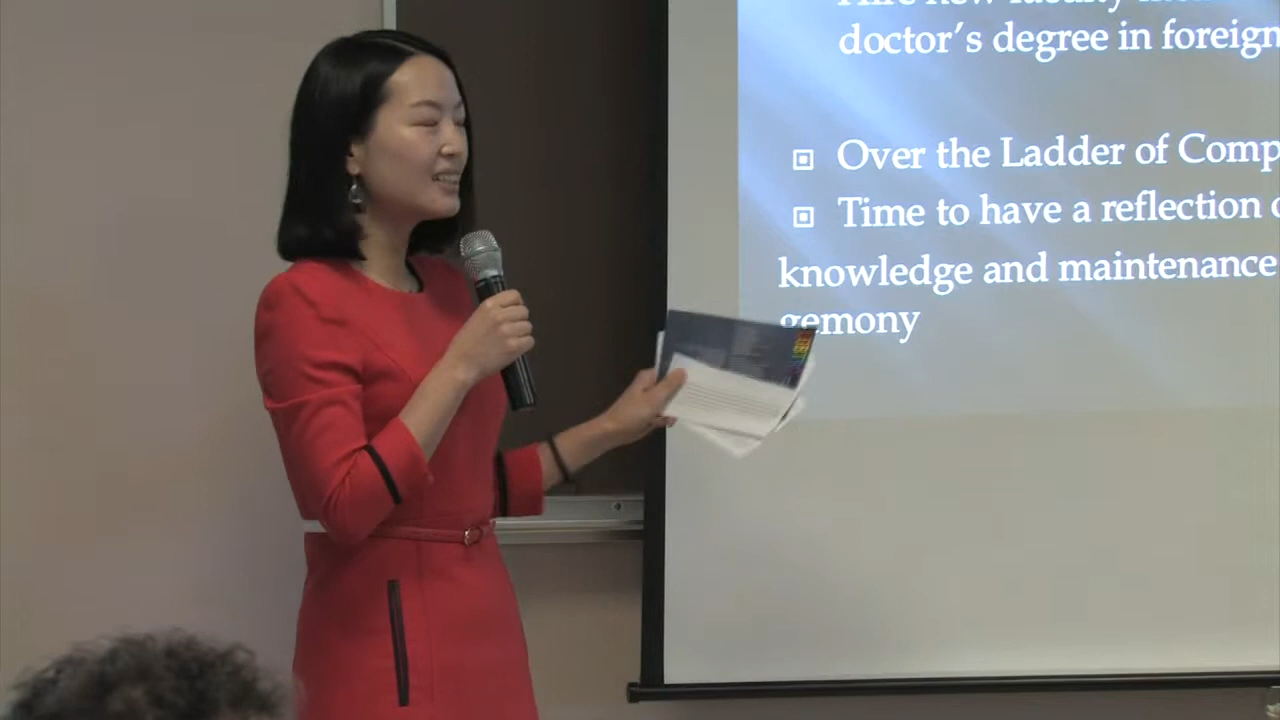 doctor's degree in foreign
Over the Ladder of Comp
Time to have a reflection
knowledge and maintenance
gemony